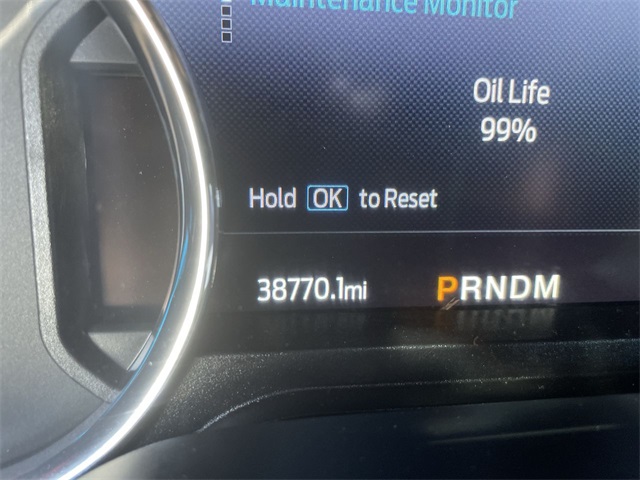 Maintenance Monitor
Oil Life
99%
Hold OK to Reset
38770.1mi PRNDM